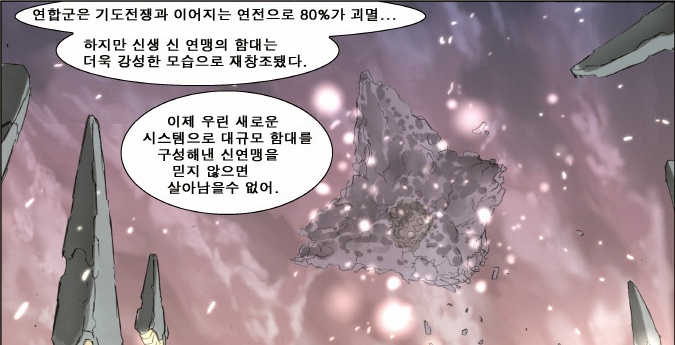 연합군은 기도전쟁과 이어지는 연전으로 80%가 괴멸...
하지만 신생 신 연맹의 함대는
더욱 강성한 모습으로 재창조됐다.
이제 우린 새로운
시스템으로 대규모 함대를
구성해낸 신연맹을
믿지 않으면
살아남을수 없어.